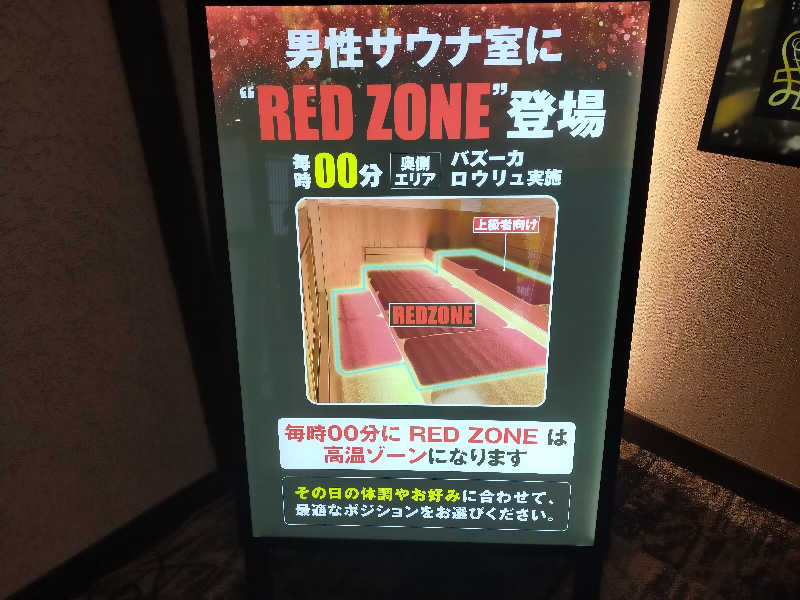 男性サウナ室に
“RED ZONE”登場
毎時00分 奥側エリア バズーカロウリュ実施
上級者向け
REDZONE
毎時00分に RED ZONE は
高温ゾーンになります
その日の体調やお好みに合わせて、
最適なポジションをお選びください。